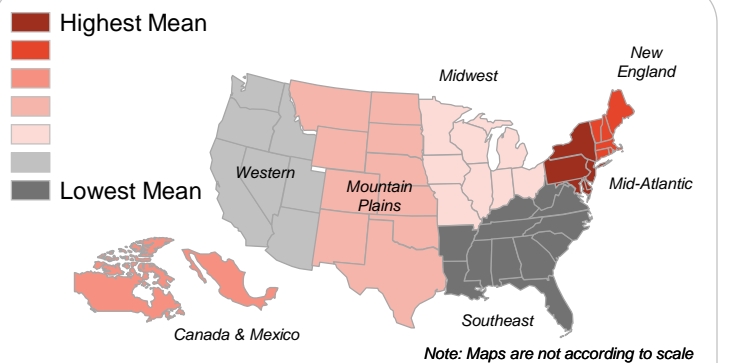 Highest Mean
Lowest Mean
New
England
Midwest
Western
Mountain
Plains
Mid-Atlantic
Canada & Mexico
Southeast
Note: Maps are not according to scale